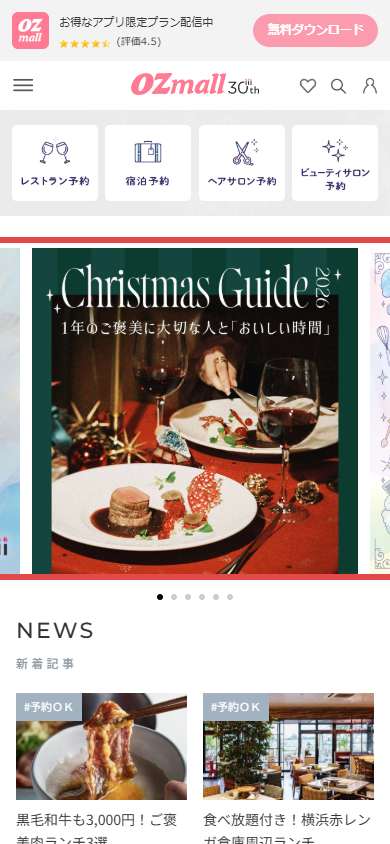 OZ
mall
お得なアプリ限定プラン配信中
(評価4.5)
無料ダウンロード
OZmall 30th
レストラン予約
宿泊予約
ヘアサロン予約
ビューティサロン
予約
Christmas Guide
2026
1年のご褒美に大切な人と「おいしい時間」
NEWS
新着記事
#予約OK
#予約OK
黒毛和牛も3,000円！ご褒
美肉ランチ3選
食べ放題付き！横浜赤レン
ガ倉庫周辺ランチ